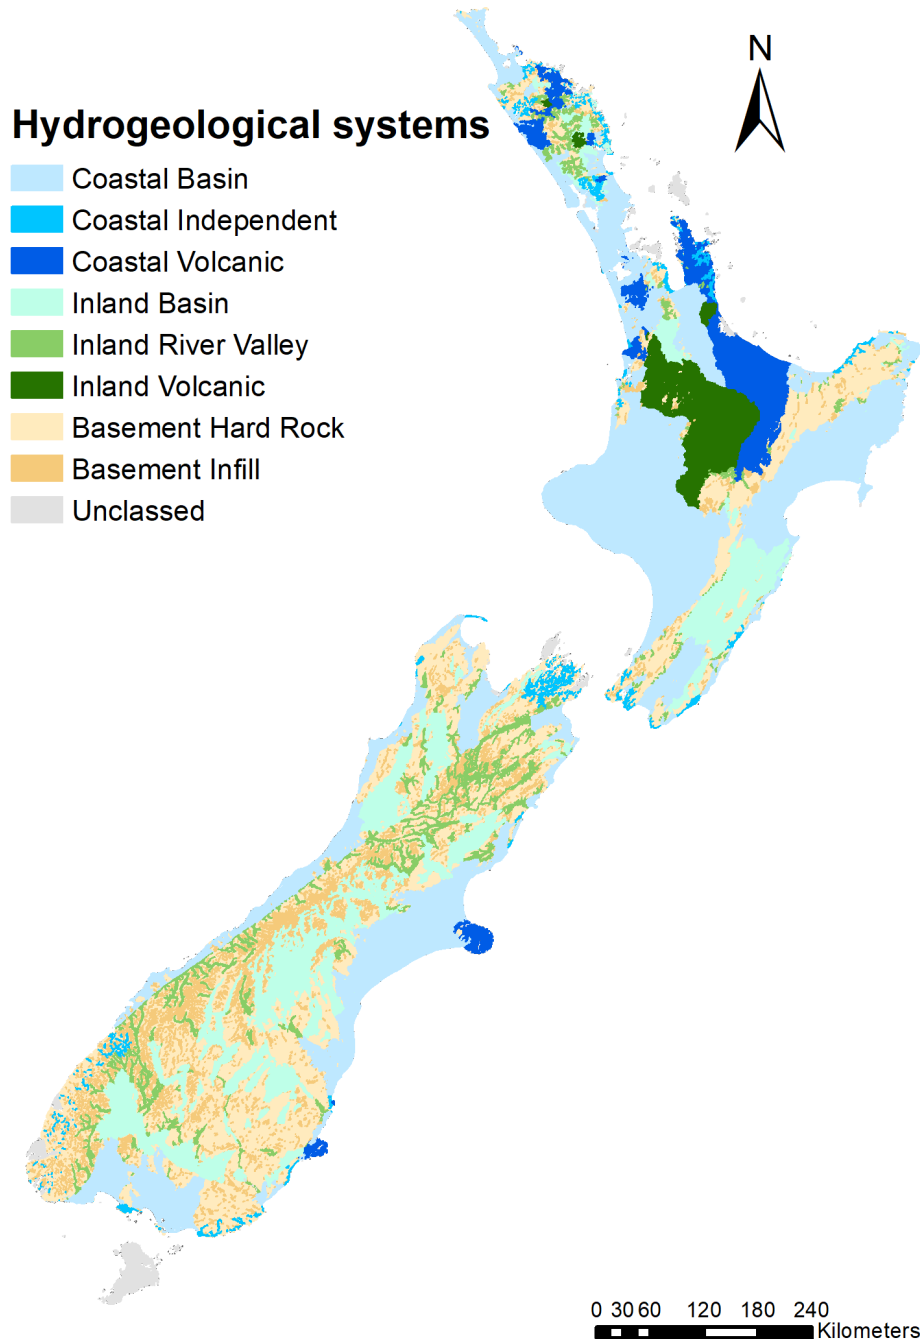 N
Hydrogeological systems
Coastal Basin
Coastal Independent
Coastal Volcanic
Inland Basin
Inland River Valley
Inland Volcanic
Basement Hard Rock
Basement Infill
Unclassed
0 30 60 120 180 240
Kilometers